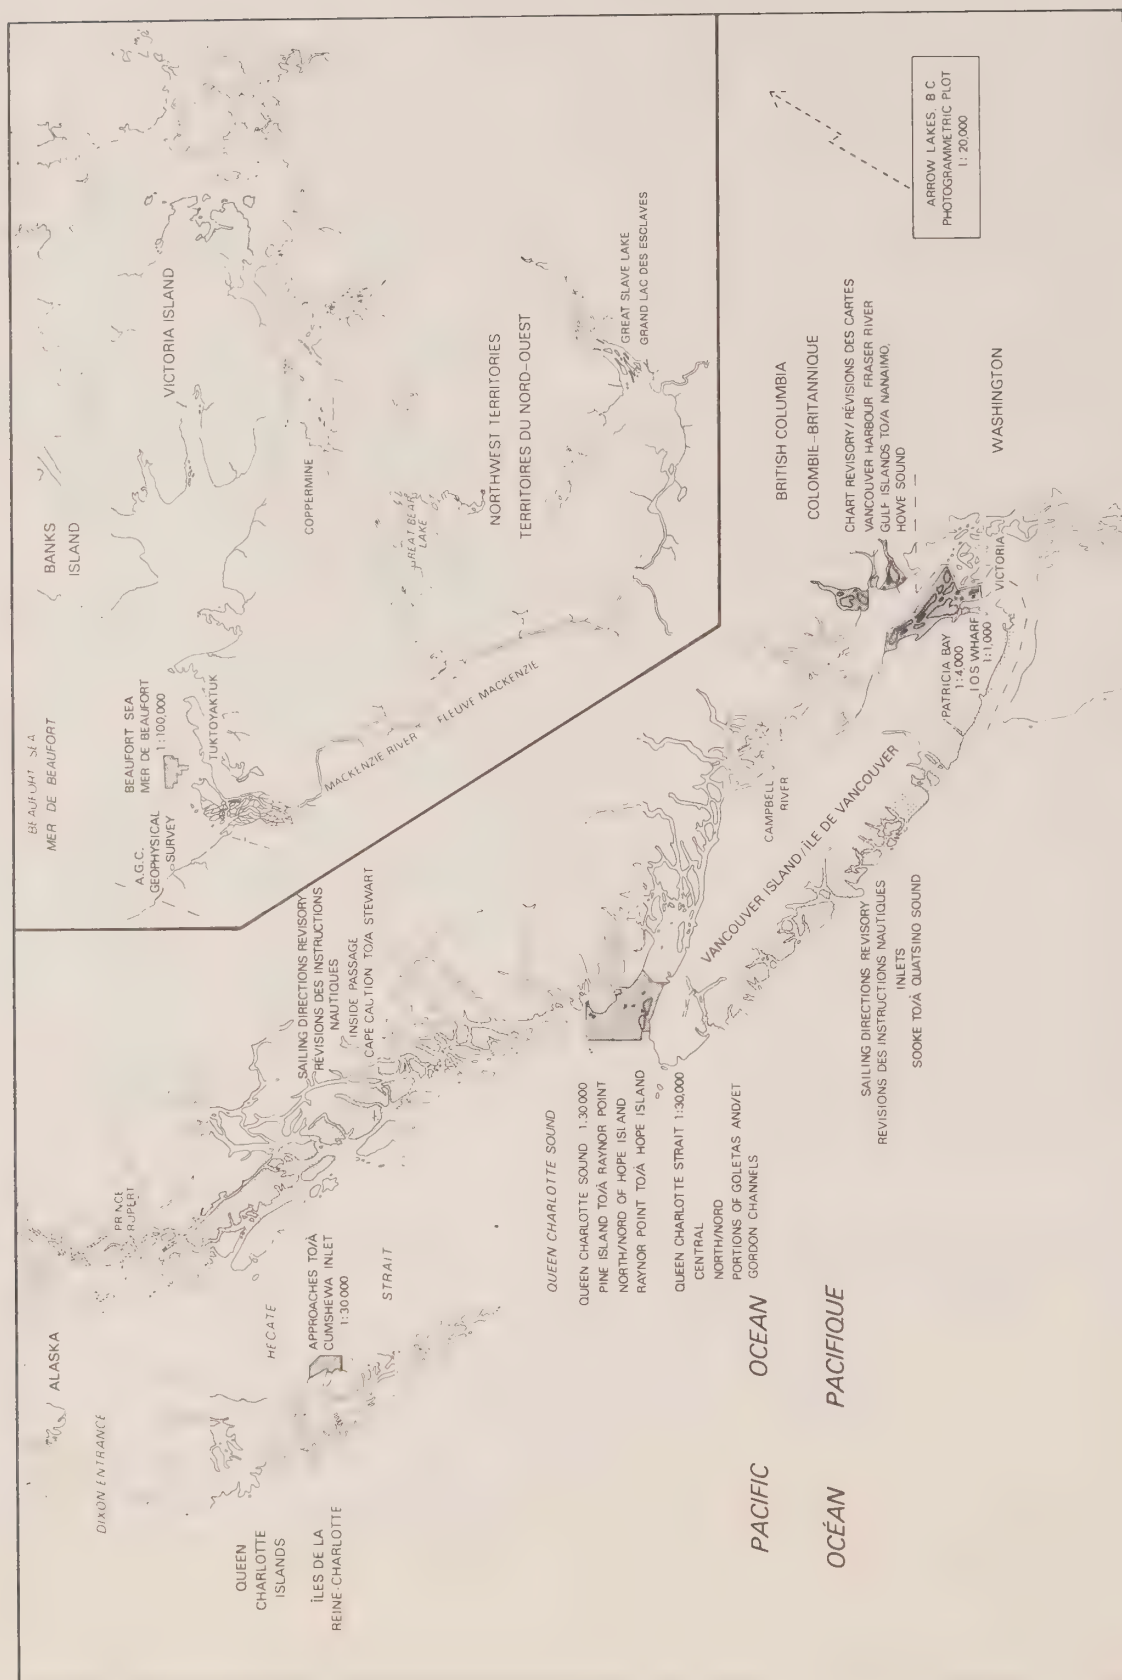 BEAUFORT SEA
MER DE BEAUFORT
BANKS
ISLAND
A.G.C.
GEOPHYSICAL
SURVEY
BEAUFORT SEA
MER DE BEAUFORT
1:100,000
TUKTOYAKTUK
VICTORIA ISLAND
COPPERMINE
GREAT BEAR
LAKE
MACKENZIE RIVER
FLEUVE MACKENZIE
NORTHWEST TERRITORIES
TERRITOIRES DU NORD-OUEST
GREAT SLAVE LAKE
GRAND LAC DES ESCLAVES
ALASKA
DIXON ENTRANCE
PRINCE
RUPERT
QUEEN
CHARLOTTE
ISLANDS
ÎLES DE LA
REINE-CHARLOTTE
HECATE
STRAIT
APPROACHES TO/À
CUMSHEWA INLET
1:30 000
SAILING DIRECTIONS REVISORY
RÉVISIONS DES INSTRUCTIONS
NAUTIQUES
INSIDE PASSAGE
CAPE CAUTION TO/À STEWART
QUEEN CHARLOTTE SOUND
QUEEN CHARLOTTE SOUND 1:30 000
PINE ISLAND TO/À RAYNOR POINT
NORTH/NORD OF HOPE ISLAND
RAYNOR POINT TO/À HOPE ISLAND
QUEEN CHARLOTTE STRAIT 1:30,000
CENTRAL
NORTH/NORD
PORTIONS OF GOLETAS AND/ET
GORDON CHANNELS
PACIFIC OCEAN
OCÉAN PACIFIQUE
VANCOUVER ISLAND/ÎLE DE VANCOUVER
CAMPBELL
RIVER
SAILING DIRECTIONS REVISORY
REVISIONS DES INSTRUCTIONS NAUTIQUES
INLETS
SOOKE TO/À QUATSINO SOUND
BRITISH COLUMBIA
COLOMBIE-BRITANNIQUE
CHART REVISORY/RÉVISIONS DES CARTES
VANCOUVER HARBOUR FRASER RIVER
GULF ISLANDS TO/À NANAIMO,
HOWE SOUND
PATRICIA BAY
1:4,000
I O S WHARF
1:1,000
VICTORIA
WASHINGTON
ARROW LAKES, B C
PHOTOGRAMMETRIC PLOT
1:20,000